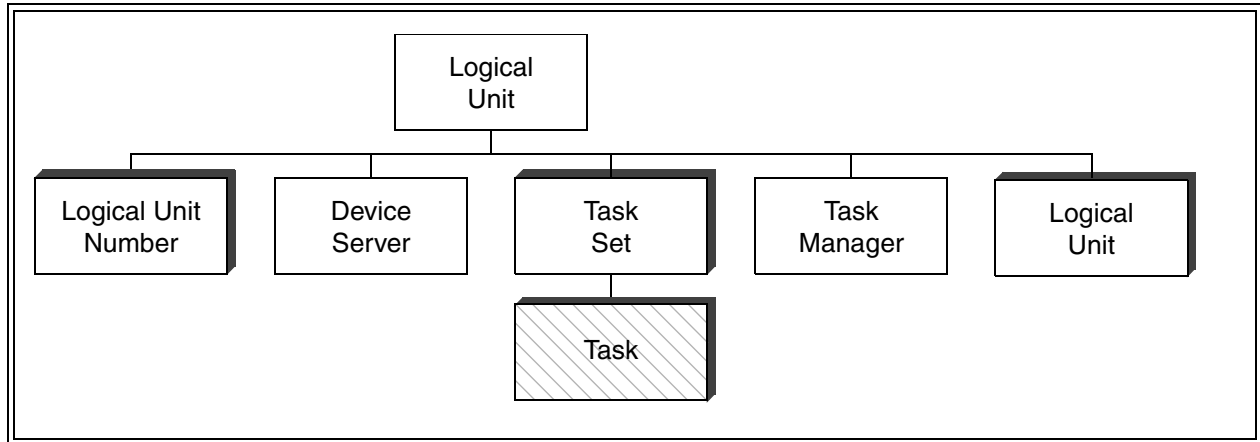 Logical
Unit
Logical Unit
Number
Device
Server
Task
Set
Task
Manager
Logical
Unit
Task